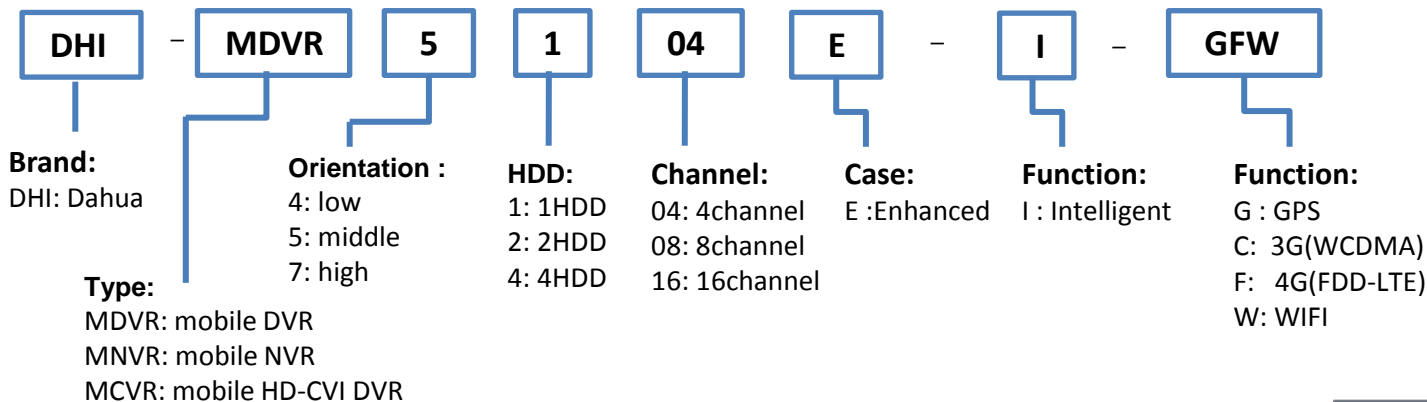 DHI - MDVR 5 1 04 E - I - GFW
Brand:
DHI: Dahua
Type:
MDVR: mobile DVR
MNVR: mobile NVR
MCVR: mobile HD-CVI DVR
Orientation :
4: low
5: middle
7: high
HDD:
1: 1HDD
2: 2HDD
4: 4HDD
Channel:
04: 4channel
08: 8channel
16: 16channel
Case:
E :Enhanced
Function:
I : Intelligent
Function:
G : GPS
C: 3G(WCDMA)
F: 4G(FDD-LTE)
W: WIFI